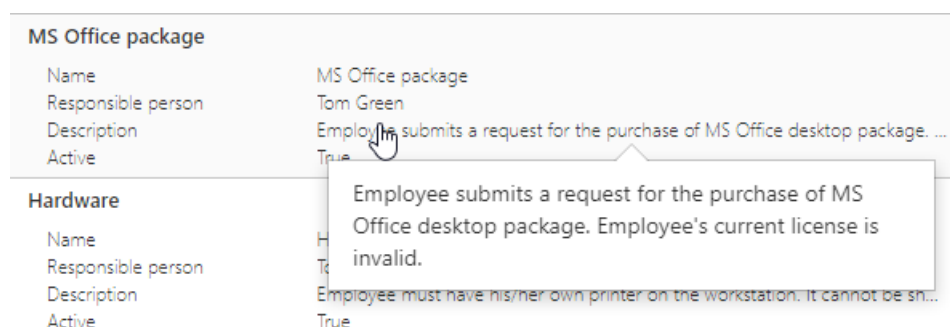 MS Office package
Name MS Office package
Responsible person Tom Green
Description Employee submits a request for the purchase of MS Office desktop package. ...
Active True
Employee submits a request for the purchase of MS
Office desktop package. Employee's current license is
invalid.
Hardware
Name
Responsible person
Description Employee must have his/her own printer on the workstation. It cannot be sh...
Active True